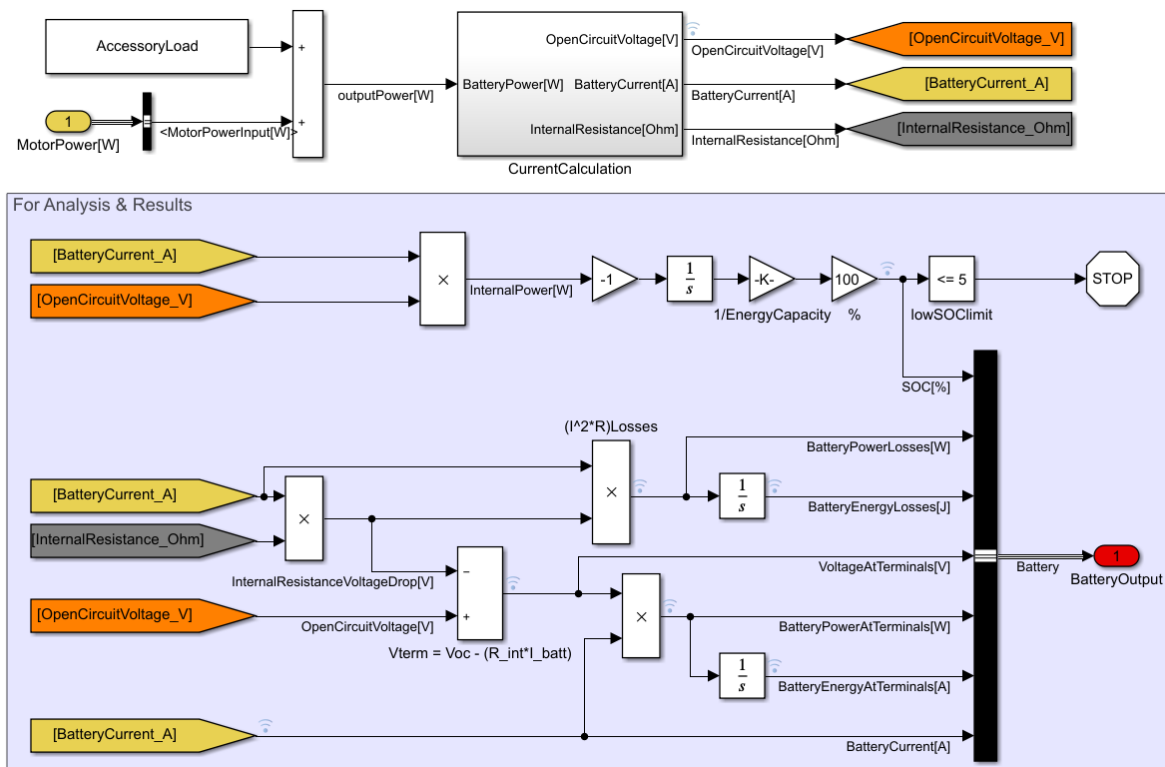 AccessoryLoad
+
+
1
MotorPower[W]
<MotorPowerInput[W]>
outputPower[W]
BatteryPower[W]
OpenCircuitVoltage[V]
BatteryCurrent[A]
InternalResistance[Ohm]
CurrentCalculation
OpenCircuitVoltage[V]
BatteryCurrent[A]
InternalResistance[Ohm]
[OpenCircuitVoltage_V]
[BatteryCurrent_A]
[InternalResistance_Ohm]
For Analysis & Results
[BatteryCurrent_A]
[OpenCircuitVoltage_V]
×
InternalPower[W]
-1
1
s
-K-
1/EnergyCapacity
100
%
<= 5
lowSOClimit
STOP
SOC[%]
(I^2*R)Losses
×
BatteryPowerLosses[W]
1
s
BatteryEnergyLosses[J]
[BatteryCurrent_A]
[InternalResistance_Ohm]
×
InternalResistanceVoltageDrop[V]
[OpenCircuitVoltage_V]
OpenCircuitVoltage[V]
−
+
Vterm = Voc - (R_int*I_batt)
VoltageAtTerminals[V]
×
BatteryPowerAtTerminals[W]
1
s
BatteryEnergyAtTerminals[A]
[BatteryCurrent_A]
BatteryCurrent[A]
Battery
1
BatteryOutput